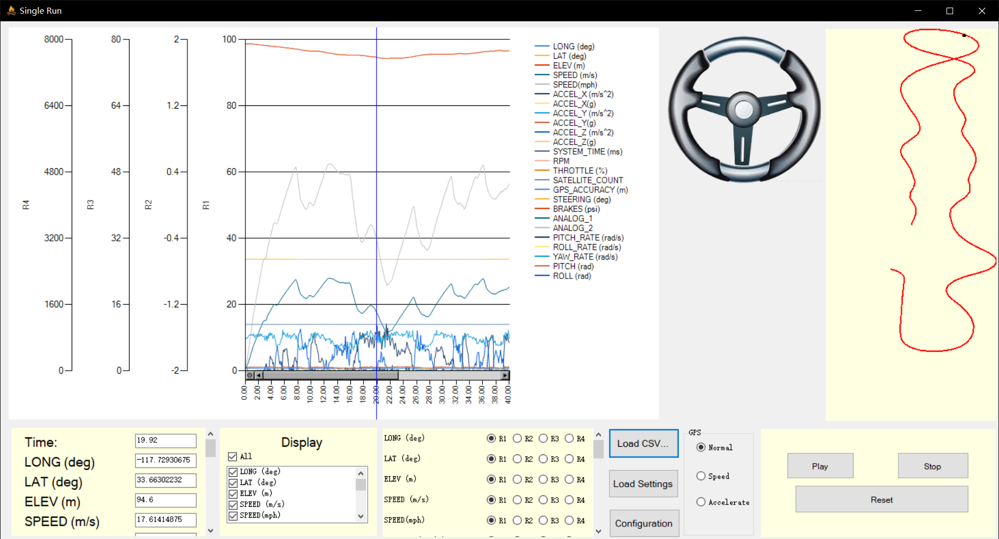 Single Run
8000
6400
4800
3200
1600
0
R4
80
64
48
32
16
0
R3
2
1.2
0.4
-0.4
-1.2
-2
R2
100
80
60
40
20
0
R1
0.00
2.00
4.00
6.00
8.00
10.00
12.00
14.00
16.00
18.00
20.00
22.00
24.00
26.00
28.00
30.00
32.00
34.00
36.00
38.00
40.00
LONG (deg)
LAT (deg)
ELEV (m)
SPEED (m/s)
SPEED(mph)
ACCEL_X (m/s^2)
ACCEL_X(g)
ACCEL_Y (m/s^2)
ACCEL_Y(g)
ACCEL_Z (m/s^2)
ACCEL_Z(g)
SYSTEM_TIME (ms)
RPM
THROTTLE (%)
SATELLITE_COUNT
GPS_ACCURACY (m)
STEERING (deg)
BRAKES (psi)
ANALOG_1
ANALOG_2
PITCH_RATE (rad/s)
ROLL_RATE (rad/s)
YAW_RATE (rad/s)
PITCH (rad)
ROLL (rad)
Time: 19.92
LONG (deg) -117.72930675
LAT (deg) 33.66302232
ELEV (m) 94.6
SPEED (m/s) 17.61414875
Display
All
LONG (deg)
LAT (deg)
ELEV (m)
SPEED (m/s)
SPEED(mph)
LONG (deg) R1 R2 R3 R4
LAT (deg) R1 R2 R3 R4
ELEV (m) R1 R2 R3 R4
SPEED (m/s) R1 R2 R3 R4
SPEED(mph) R1 R2 R3 R4
Load CSV...
Load Settings
Configuration
GPS
Normal
Speed
Accelerate
Play
Stop
Reset